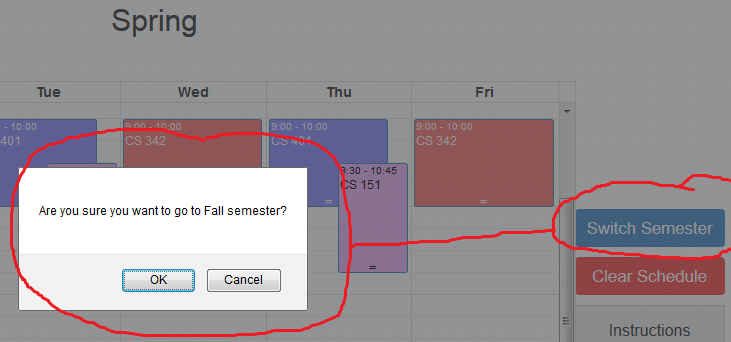 Spring
Tue Wed Thu Fri
9:00 - 10:00 9:00 - 10:00 9:00 - 10:00
401 CS 342 CS 401 CS 342
9:30 - 10:45
CS 151
Are you sure you want to go to Fall semester?
OK Cancel
Switch Semester
Clear Schedule
Instructions